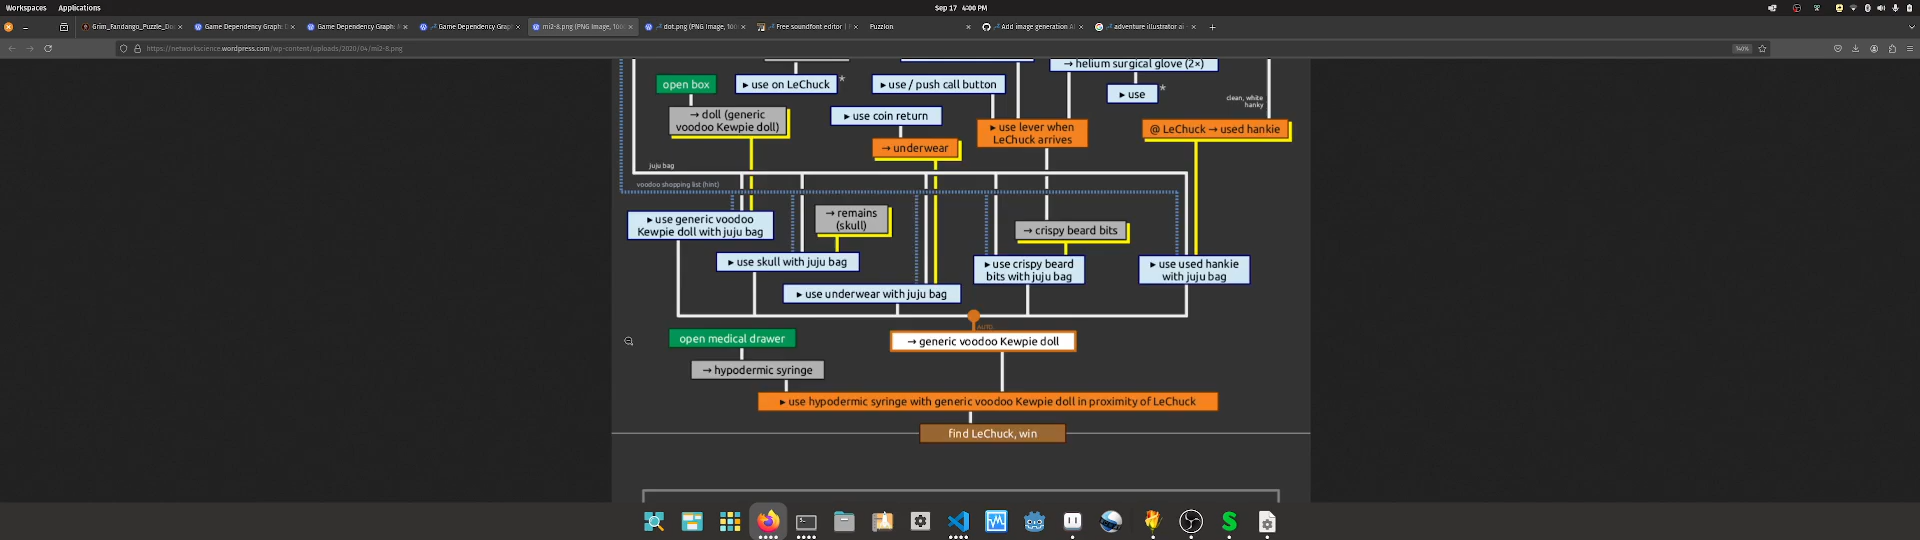 Workspaces Applications
Sep 17 4:00 PM
Grim_Fandango_Puzzle_Do
Game Dependency Graph:
Game Dependency Graph:
Game Dependency Grap
mi2-8.png (PNG Image, 100
dot.png (PNG Image, 100
Free soundfont editor |
Puzzlon
Add image generation AI
adventure illustrator ai
https://networkscience.wordpress.com/wp-content/uploads/2020/04/mi2-8.png
140%
→ helium surgical glove (2×)
open box
▸ use on LeChuck *
▸ use / push call button
▸ use *
clean, white
hanky
→ doll (generic
voodoo Kewpie doll)
▸ use coin return
▸ use lever when
LeChuck arrives
@ LeChuck → used hankie
→ underwear
juju bag
voodoo shopping list (hint)
▸ use generic voodoo
Kewpie doll with juju bag
→ remains
(skull)
→ crispy beard bits
▸ use skull with juju bag
▸ use crispy beard
bits with juju bag
▸ use used hankie
with juju bag
▸ use underwear with juju bag
AUTO
open medical drawer
→ generic voodoo Kewpie doll
→ hypodermic syringe
▸ use hypodermic syringe with generic voodoo Kewpie doll in proximity of LeChuck
find LeChuck, win